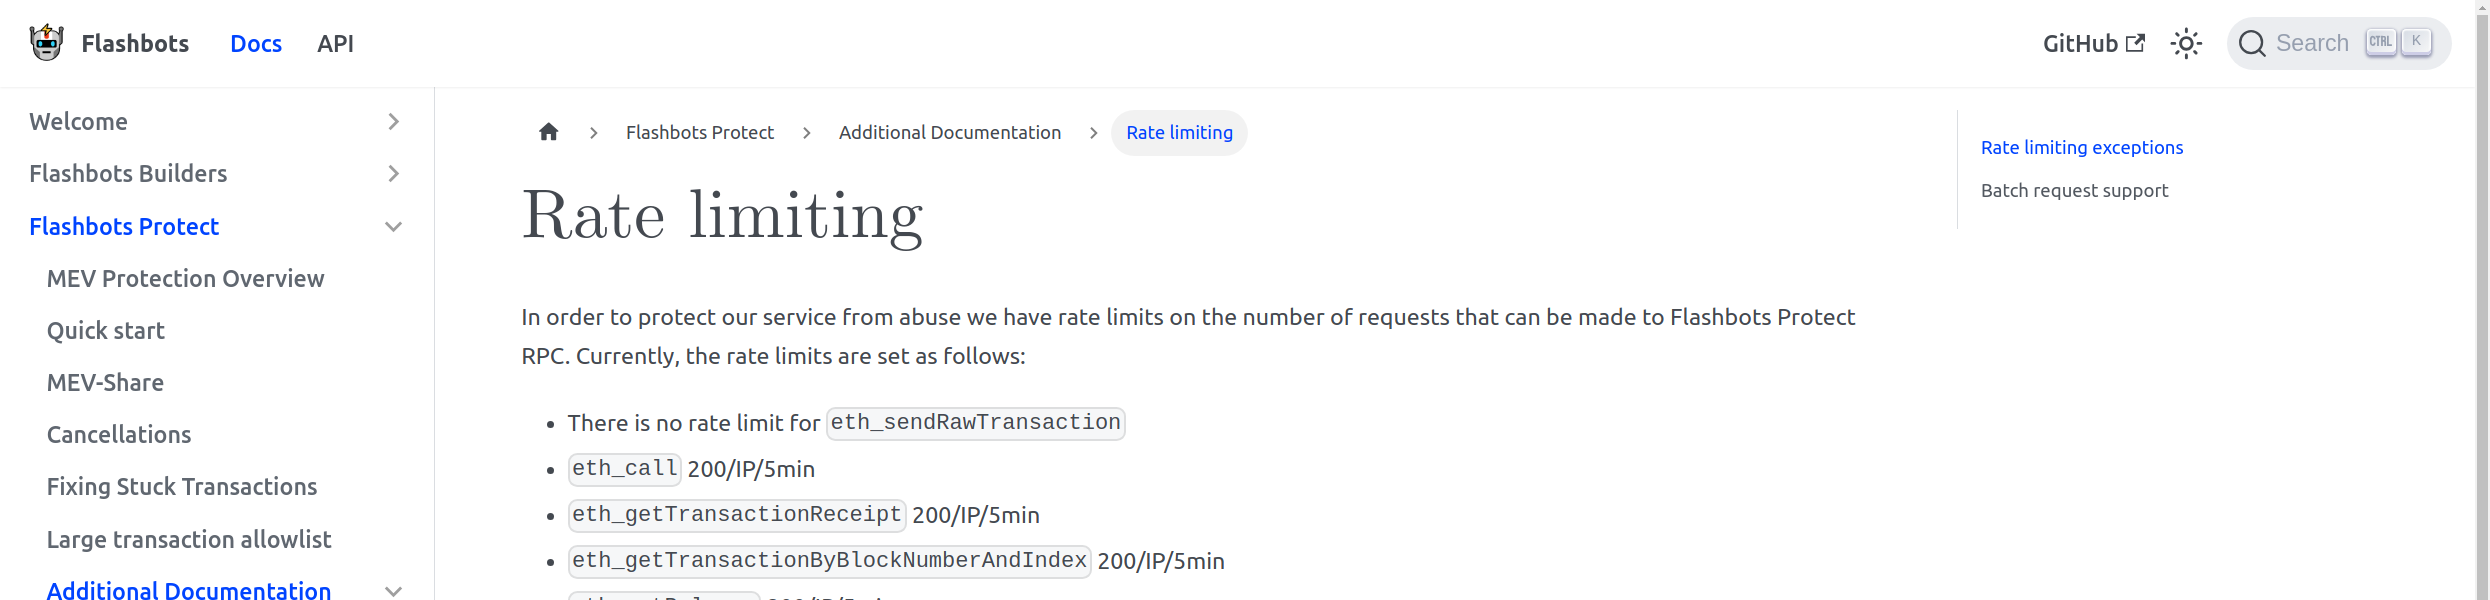 Flashbots Docs API GitHub Search CTRL K
Welcome
Flashbots Builders
Flashbots Protect
MEV Protection Overview
Quick start
MEV-Share
Cancellations
Fixing Stuck Transactions
Large transaction allowlist
Additional Documentation
Flashbots Protect > Additional Documentation > Rate limiting
Rate limiting
In order to protect our service from abuse we have rate limits on the number of requests that can be made to Flashbots Protect
RPC. Currently, the rate limits are set as follows:
• There is no rate limit for eth_sendRawTransaction
• eth_call 200/IP/5min
• eth_getTransactionReceipt 200/IP/5min
• eth_getTransactionByBlockNumberAndIndex 200/IP/5min
Rate limiting exceptions
Batch request support